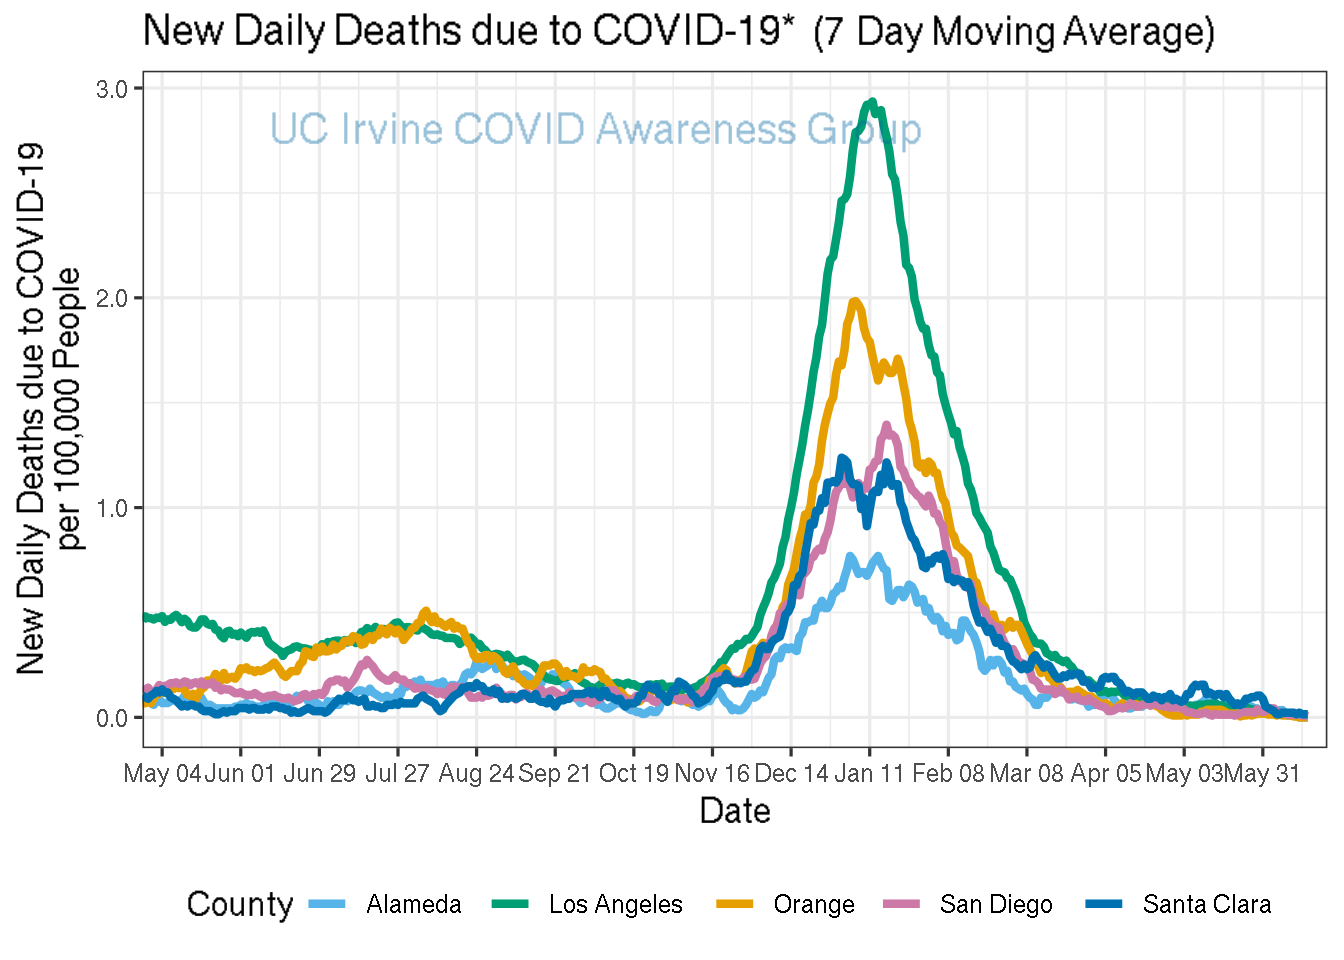 New Daily Deaths due to COVID-19* (7 Day Moving Average)
UC Irvine COVID Awareness Group
New Daily Deaths due to COVID-19
per 100,000 People
3.0
2.0
1.0
0.0
May 04 Jun 01 Jun 29 Jul 27 Aug 24 Sep 21 Oct 19 Nov 16 Dec 14 Jan 11 Feb 08 Mar 08 Apr 05 May 03 May 31
Date
County Alameda Los Angeles Orange San Diego Santa Clara